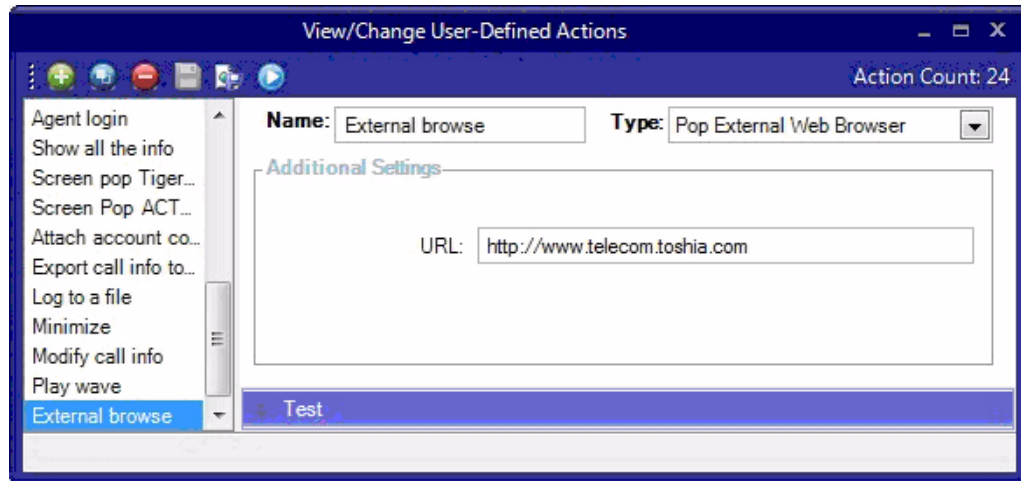 View/Change User-Defined Actions
Action Count: 24
Agent login
Show all the info
Screen pop Tiger...
Screen Pop ACT...
Attach account co...
Export call info to...
Log to a file
Minimize
Modify call info
Play wave
External browse
Name: External browse Type: Pop External Web Browser
Additional Settings
URL: http://www.telecom.toshia.com
Test